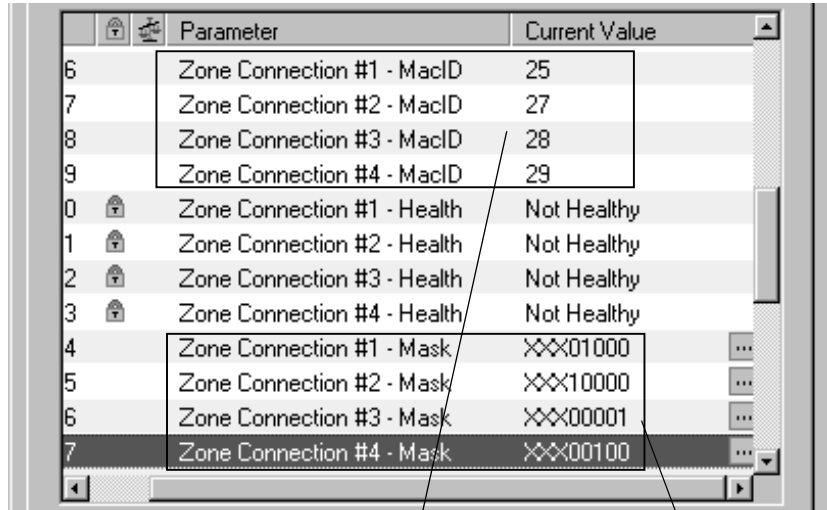 Parameter Current Value
6 Zone Connection #1 - MacID 25
7 Zone Connection #2 - MacID 27
8 Zone Connection #3 - MacID 28
9 Zone Connection #4 - MacID 29
0 Zone Connection #1 - Health Not Healthy
1 Zone Connection #2 - Health Not Healthy
2 Zone Connection #3 - Health Not Healthy
3 Zone Connection #4 - Health Not Healthy
4 Zone Connection #1 - Mask XXX01000 ...
5 Zone Connection #2 - Mask XXX10000 ...
6 Zone Connection #3 - Mask XXX00001 ...
7 Zone Connection #4 - Mask XXX00100 ...